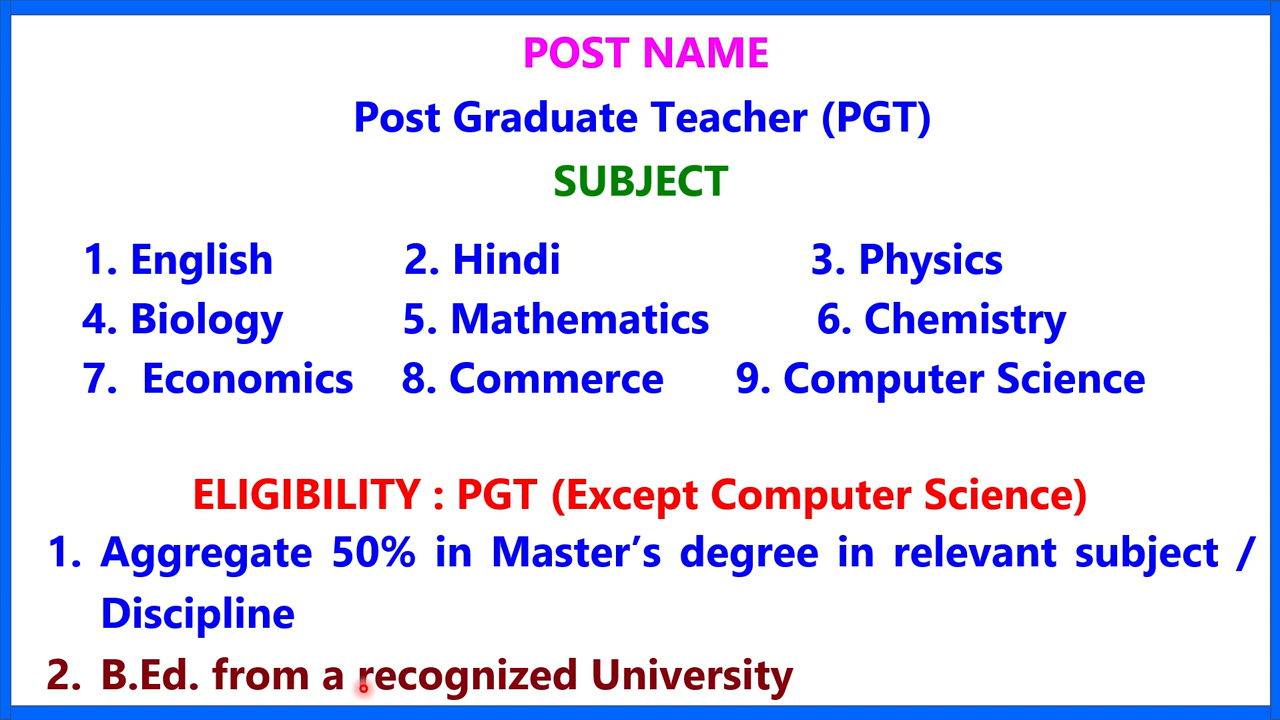 POST NAME
Post Graduate Teacher (PGT)
SUBJECT
1. English 2. Hindi 3. Physics
4. Biology 5. Mathematics 6. Chemistry
7. Economics 8. Commerce 9. Computer Science
ELIGIBILITY : PGT (Except Computer Science)
1. Aggregate 50% in Master’s degree in relevant subject /
Discipline
2. B.Ed. from a recognized University